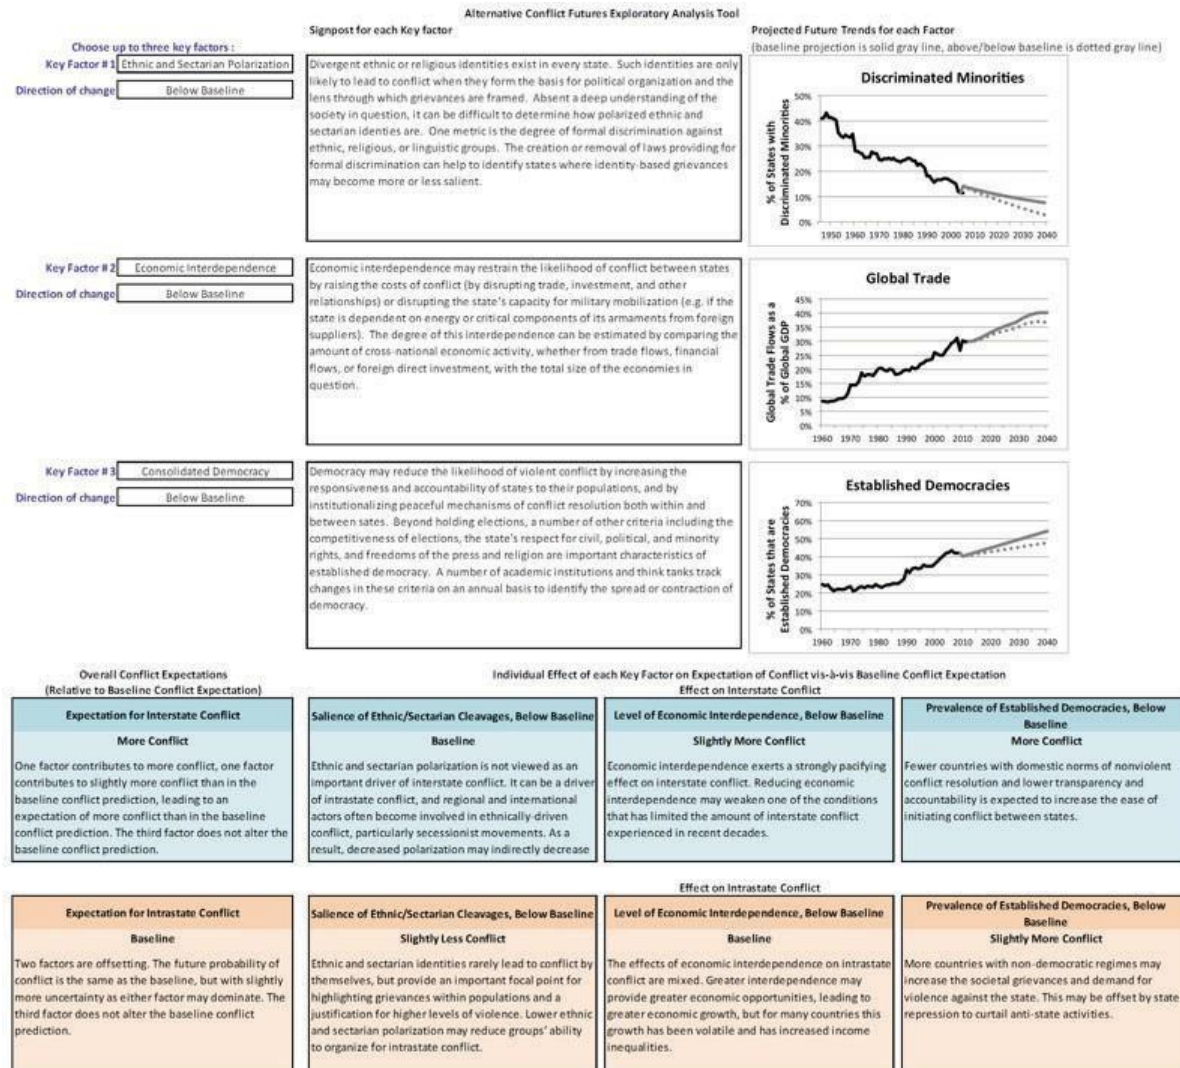 Alternative Conflict Futures Exploratory Analysis Tool
Signpost for each Key factor
Projected Future Trends for each Factor
(baseline projection is solid gray line, above/below baseline is dotted gray line)
Choose up to three key factors :
Key Factor # 1
Ethnic and Sectarian Polarization
Direction of change
Below Baseline
Divergent ethnic or religious identities exist in every state. Such identities are only
likely to lead to conflict when they form the basis for political organization and the
lens through which grievances are framed. Absent a deep understanding of the
society in question, it can be difficult to determine how polarized ethnic and
sectarian identies are. One metric is the degree of formal discrimination against
ethnic, religious, or linguistic groups. The creation or removal of laws providing for
formal discrimination can help to identify states where identity-based grievances
may become more or less salient.
Discriminated Minorities
% of States with
Discriminated Minorities
50%
40%
30%
20%
10%
0%
1950 1960 1970 1980 1990 2000 2010 2020 2030 2040
Key Factor # 2
Economic Interdependence
Direction of change
Below Baseline
Economic interdependence may restrain the likelihood of conflict between states
by raising the costs of conflict (by disrupting trade, investment, and other
relationships) or disrupting the state's capacity for military mobilization (e.g. if the
state is dependent on energy or critical components of its armaments from foreign
suppliers). The degree of this interdependence can be estimated by comparing the
amount of cross-national economic activity, whether from trade flows, financial
flows, or foreign direct investment, with the total size of the economies in
question.
Global Trade
Global Trade Flows as a
% of Global GDP
45%
40%
35%
30%
25%
20%
15%
10%
5%
0%
1960 1970 1980 1990 2000 2010 2020 2030 2040
Key Factor # 3
Consolidated Democracy
Direction of change
Below Baseline
Democracy may reduce the likelihood of violent conflict by increasing the
responsiveness and accountability of states to their populations, and by
institutionalizing peaceful mechanisms of conflict resolution both within and
between sates. Beyond holding elections, a number of other criteria including the
competitiveness of elections, the state's respect for civil, political, and minority
rights, and freedoms of the press and religion are important characteristics of
established democracy. A number of academic institutions and think tanks track
changes in these criteria on an annual basis to identify the spread or contraction of
democracy.
Established Democracies
% of States that are
Established Democracies
70%
60%
50%
40%
30%
20%
10%
0%
1960 1970 1980 1990 2000 2010 2020 2030 2040
Overall Conflict Expectations
(Relative to Baseline Conflict Expectation)
Individual Effect of each Key Factor on Expectation of Conflict vis-à-vis Baseline Conflict Expectation
Effect on Interstate Conflict
Expectation for Interstate Conflict
More Conflict
One factor contributes to more conflict, one factor
contributes to slightly more conflict than in the
baseline conflict prediction, leading to an
expectation of more conflict than in the baseline
conflict prediction. The third factor does not alter the
baseline conflict prediction.
Salience of Ethnic/Sectarian Cleavages, Below Baseline
Baseline
Ethnic and sectarian polarization is not viewed as an
important driver of interstate conflict. It can be a driver
of intrastate conflict, and regional and international
actors often become involved in ethnically-driven
conflict, particularly secessionist movements. As a
result, decreased polarization may indirectly decrease
Level of Economic Interdependence, Below Baseline
Slightly More Conflict
Economic interdependence exerts a strongly pacifying
effect on interstate conflict. Reducing economic
interdependence may weaken one of the conditions
that has limited the amount of interstate conflict
experienced in recent decades.
Prevalence of Established Democracies, Below
Baseline
More Conflict
Fewer countries with domestic norms of nonviolent
conflict resolution and lower transparency and
accountability is expected to increase the ease of
initiating conflict between states.
Effect on Intrastate Conflict
Expectation for Intrastate Conflict
Baseline
Two factors are offsetting. The future probability of
conflict is the same as the baseline, but with slightly
more uncertainty as either factor may dominate. The
third factor does not alter the baseline conflict
prediction.
Salience of Ethnic/Sectarian Cleavages, Below Baseline
Slightly Less Conflict
Ethnic and sectarian identities rarely lead to conflict by
themselves, but provide an important focal point for
highlighting grievances within populations and a
justification for higher levels of violence. Lower ethnic
and sectarian polarization may reduce groups' ability
to organize for intrastate conflict.
Level of Economic Interdependence, Below Baseline
Baseline
The effects of economic interdependence on intrastate
conflict are mixed. Greater interdependence may
provide greater economic opportunities, leading to
greater economic growth, but for many countries this
growth has been volatile and has increased income
inequalities.
Prevalence of Established Democracies, Below
Baseline
Slightly More Conflict
More countries with non-democratic regimes may
increase the societal grievances and demand for
violence against the state. This may be offset by state
repression to curtail anti-state activities.